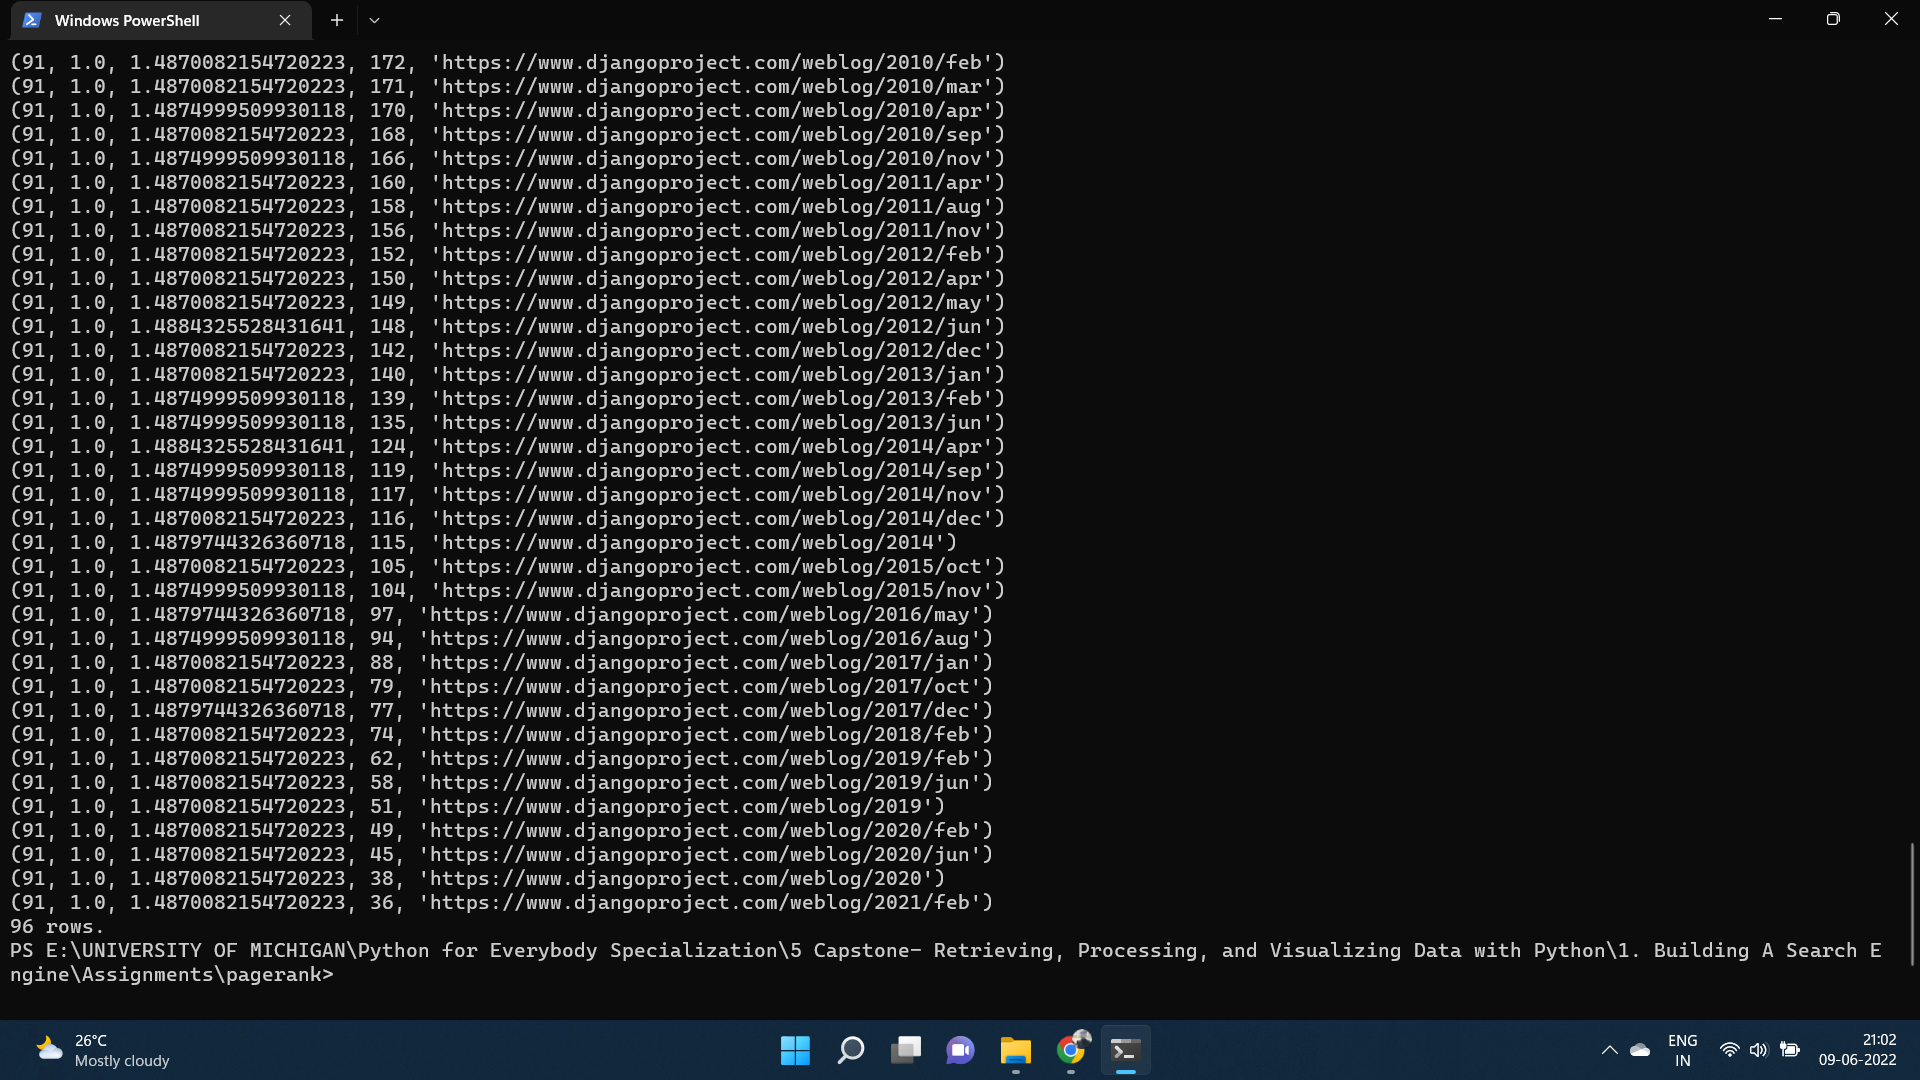 Windows PowerShell
(91, 1.0, 1.4870082154720223, 172, 'https://www.djangoproject.com/weblog/2010/feb')
(91, 1.0, 1.4870082154720223, 171, 'https://www.djangoproject.com/weblog/2010/mar')
(91, 1.0, 1.4874999509930118, 170, 'https://www.djangoproject.com/weblog/2010/apr')
(91, 1.0, 1.4870082154720223, 168, 'https://www.djangoproject.com/weblog/2010/sep')
(91, 1.0, 1.4874999509930118, 166, 'https://www.djangoproject.com/weblog/2010/nov')
(91, 1.0, 1.4870082154720223, 160, 'https://www.djangoproject.com/weblog/2011/apr')
(91, 1.0, 1.4870082154720223, 158, 'https://www.djangoproject.com/weblog/2011/aug')
(91, 1.0, 1.4870082154720223, 156, 'https://www.djangoproject.com/weblog/2011/nov')
(91, 1.0, 1.4870082154720223, 152, 'https://www.djangoproject.com/weblog/2012/feb')
(91, 1.0, 1.4870082154720223, 150, 'https://www.djangoproject.com/weblog/2012/apr')
(91, 1.0, 1.4870082154720223, 149, 'https://www.djangoproject.com/weblog/2012/may')
(91, 1.0, 1.4884325528431641, 148, 'https://www.djangoproject.com/weblog/2012/jun')
(91, 1.0, 1.4870082154720223, 142, 'https://www.djangoproject.com/weblog/2012/dec')
(91, 1.0, 1.4870082154720223, 140, 'https://www.djangoproject.com/weblog/2013/jan')
(91, 1.0, 1.4874999509930118, 139, 'https://www.djangoproject.com/weblog/2013/feb')
(91, 1.0, 1.4874999509930118, 135, 'https://www.djangoproject.com/weblog/2013/jun')
(91, 1.0, 1.4884325528431641, 124, 'https://www.djangoproject.com/weblog/2014/apr')
(91, 1.0, 1.4874999509930118, 119, 'https://www.djangoproject.com/weblog/2014/sep')
(91, 1.0, 1.4874999509930118, 117, 'https://www.djangoproject.com/weblog/2014/nov')
(91, 1.0, 1.4870082154720223, 116, 'https://www.djangoproject.com/weblog/2014/dec')
(91, 1.0, 1.4879744326360718, 115, 'https://www.djangoproject.com/weblog/2014')
(91, 1.0, 1.4870082154720223, 105, 'https://www.djangoproject.com/weblog/2015/oct')
(91, 1.0, 1.4874999509930118, 104, 'https://www.djangoproject.com/weblog/2015/nov')
(91, 1.0, 1.4879744326360718, 97, 'https://www.djangoproject.com/weblog/2016/may')
(91, 1.0, 1.4874999509930118, 94, 'https://www.djangoproject.com/weblog/2016/aug')
(91, 1.0, 1.4870082154720223, 88, 'https://www.djangoproject.com/weblog/2017/jan')
(91, 1.0, 1.4870082154720223, 79, 'https://www.djangoproject.com/weblog/2017/oct')
(91, 1.0, 1.4879744326360718, 77, 'https://www.djangoproject.com/weblog/2017/dec')
(91, 1.0, 1.4870082154720223, 74, 'https://www.djangoproject.com/weblog/2018/feb')
(91, 1.0, 1.4870082154720223, 62, 'https://www.djangoproject.com/weblog/2019/feb')
(91, 1.0, 1.4870082154720223, 58, 'https://www.djangoproject.com/weblog/2019/jun')
(91, 1.0, 1.4870082154720223, 51, 'https://www.djangoproject.com/weblog/2019')
(91, 1.0, 1.4870082154720223, 49, 'https://www.djangoproject.com/weblog/2020/feb')
(91, 1.0, 1.4870082154720223, 45, 'https://www.djangoproject.com/weblog/2020/jun')
(91, 1.0, 1.4870082154720223, 38, 'https://www.djangoproject.com/weblog/2020')
(91, 1.0, 1.4870082154720223, 36, 'https://www.djangoproject.com/weblog/2021/feb')
96 rows.
PS E:\UNIVERSITY OF MICHIGAN\Python for Everybody Specialization\5 Capstone- Retrieving, Processing, and Visualizing Data with Python\1. Building A Search E
ngine\Assignments\pagerank>
26°C
Mostly cloudy
ENG
IN
21:02
09-06-2022